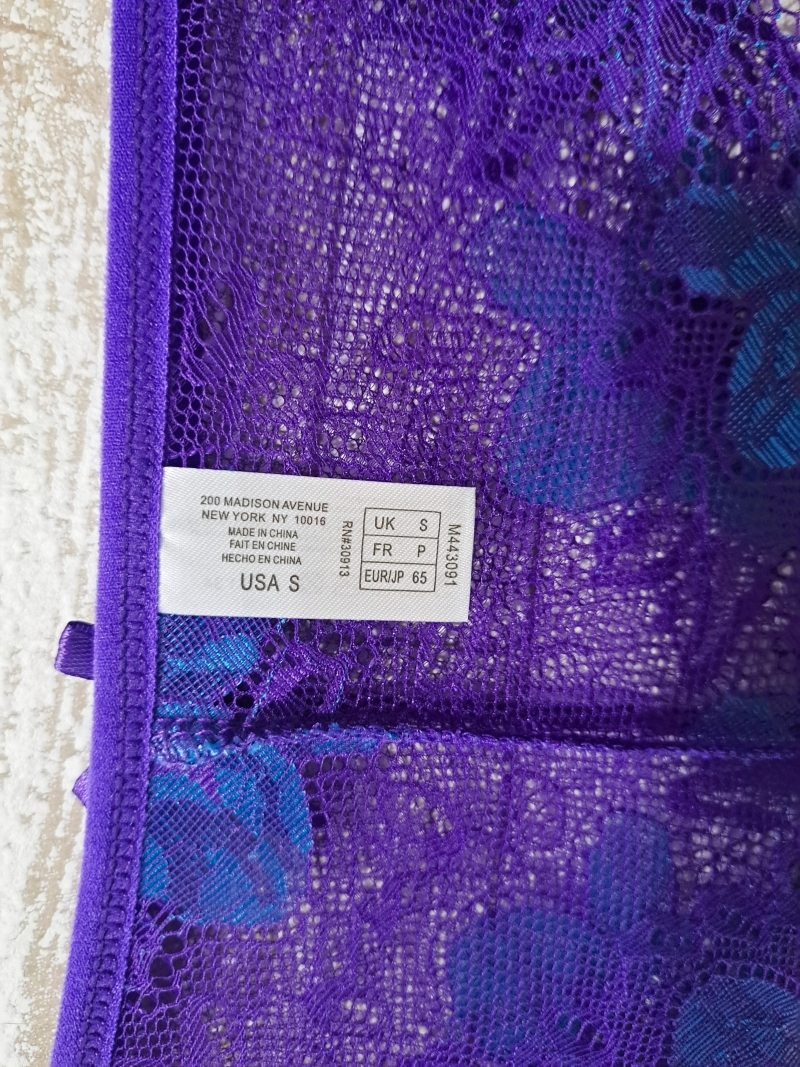 200 MADISON AVENUE
NEW YORK NY 10016
MADE IN CHINA
FAIT EN CHINE
HECHO EN CHINA
USA S
RN#30913
UK S
FR P
EUR/JP 65
M443091